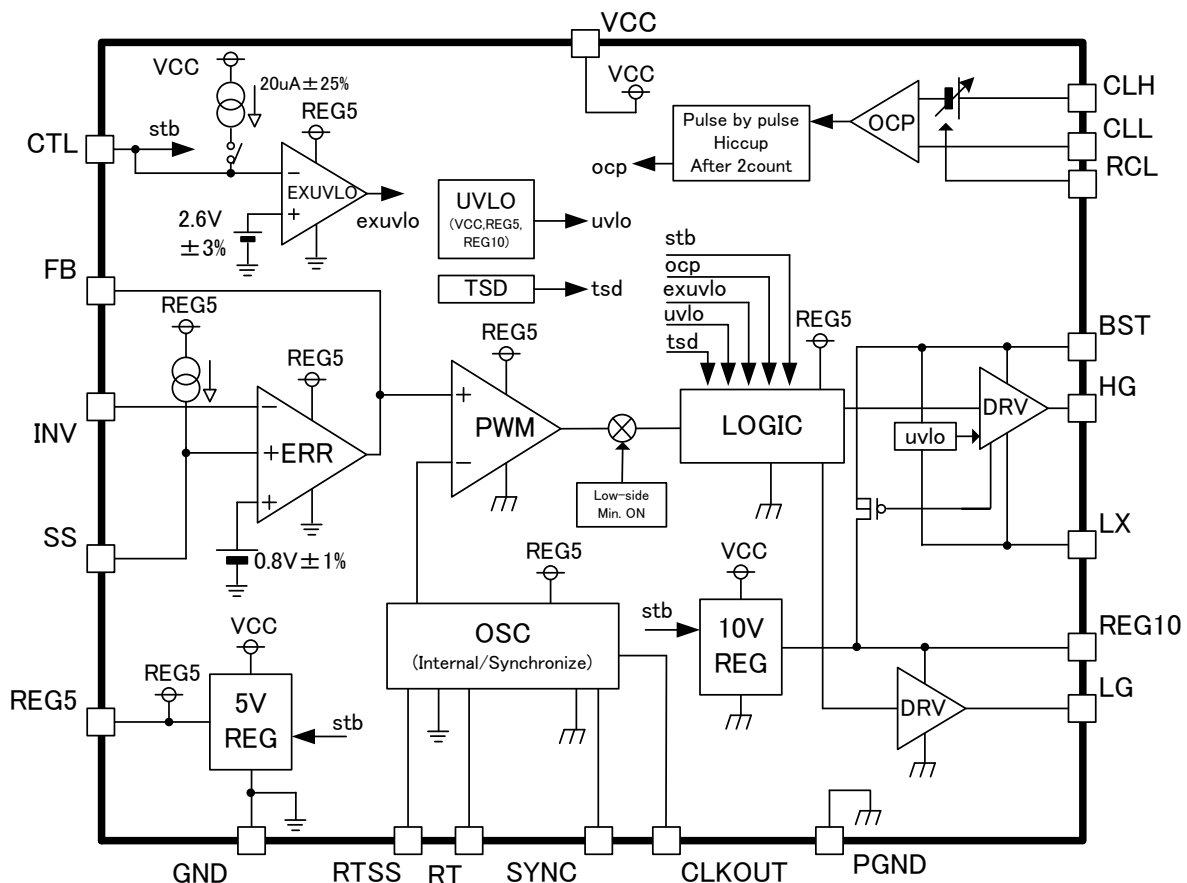 VCC
VCC
20uA±25%
VCC
CLH
REG5
Pulse by pulse
Hiccup
After 2count
OCP
CTL
stb
CLL
RCL
ocp
−
EXUVLO
+
exuvlo
UVLO
(VCC,REG5,
REG10)
uvlo
2.6V
±3%
stb
FB
ocp
TSD
tsd
exuvlo
REG5
uvlo
REG5
BST
REG5
tsd
REG5
HG
INV
−
+
ERR
+
+
PWM
−
LOGIC
DRV
uvlo
Low-side
Min. ON
SS
0.8V±1%
LX
REG5
VCC
OSC
(Internal/Synchronize)
stb
10V
REG
REG10
VCC
REG5
REG5
5V
REG
stb
DRV
LG
GND
RTSS
RT
SYNC
CLKOUT
PGND